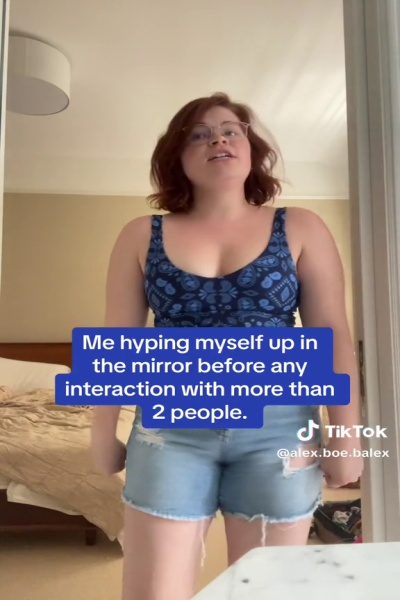 Me hyping myself up in
the mirror before any
interaction with more than
2 people.
TikTok
@alex.boe.balex